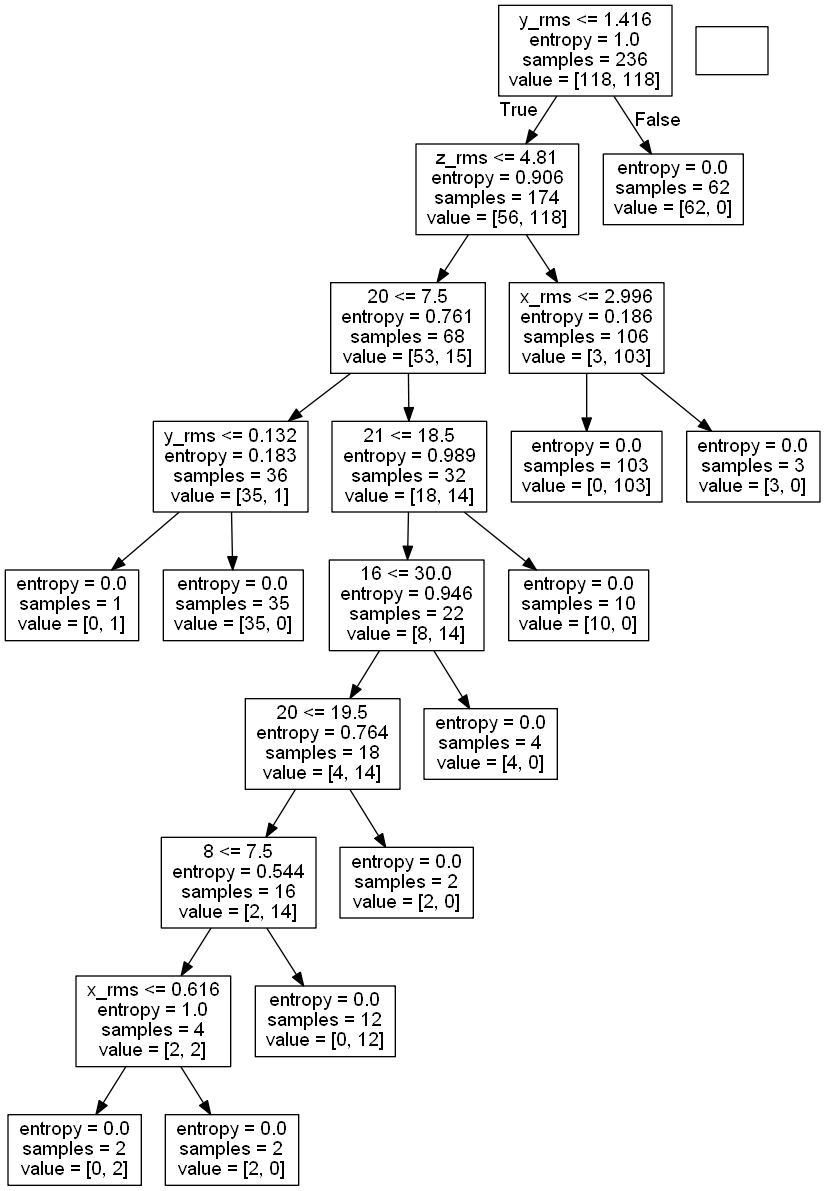 y_rms <= 1.416
entropy = 1.0
samples = 236
value = [118, 118]
True
False
z_rms <= 4.81
entropy = 0.906
samples = 174
value = [56, 118]
entropy = 0.0
samples = 62
value = [62, 0]
20 <= 7.5
entropy = 0.761
samples = 68
value = [53, 15]
x_rms <= 2.996
entropy = 0.186
samples = 106
value = [3, 103]
y_rms <= 0.132
entropy = 0.183
samples = 36
value = [35, 1]
21 <= 18.5
entropy = 0.989
samples = 32
value = [18, 14]
entropy = 0.0
samples = 103
value = [0, 103]
entropy = 0.0
samples = 3
value = [3, 0]
entropy = 0.0
samples = 1
value = [0, 1]
entropy = 0.0
samples = 35
value = [35, 0]
16 <= 30.0
entropy = 0.946
samples = 22
value = [8, 14]
entropy = 0.0
samples = 10
value = [10, 0]
20 <= 19.5
entropy = 0.764
samples = 18
value = [4, 14]
entropy = 0.0
samples = 4
value = [4, 0]
8 <= 7.5
entropy = 0.544
samples = 16
value = [2, 14]
entropy = 0.0
samples = 2
value = [2, 0]
x_rms <= 0.616
entropy = 1.0
samples = 4
value = [2, 2]
entropy = 0.0
samples = 12
value = [0, 12]
entropy = 0.0
samples = 2
value = [0, 2]
entropy = 0.0
samples = 2
value = [2, 0]